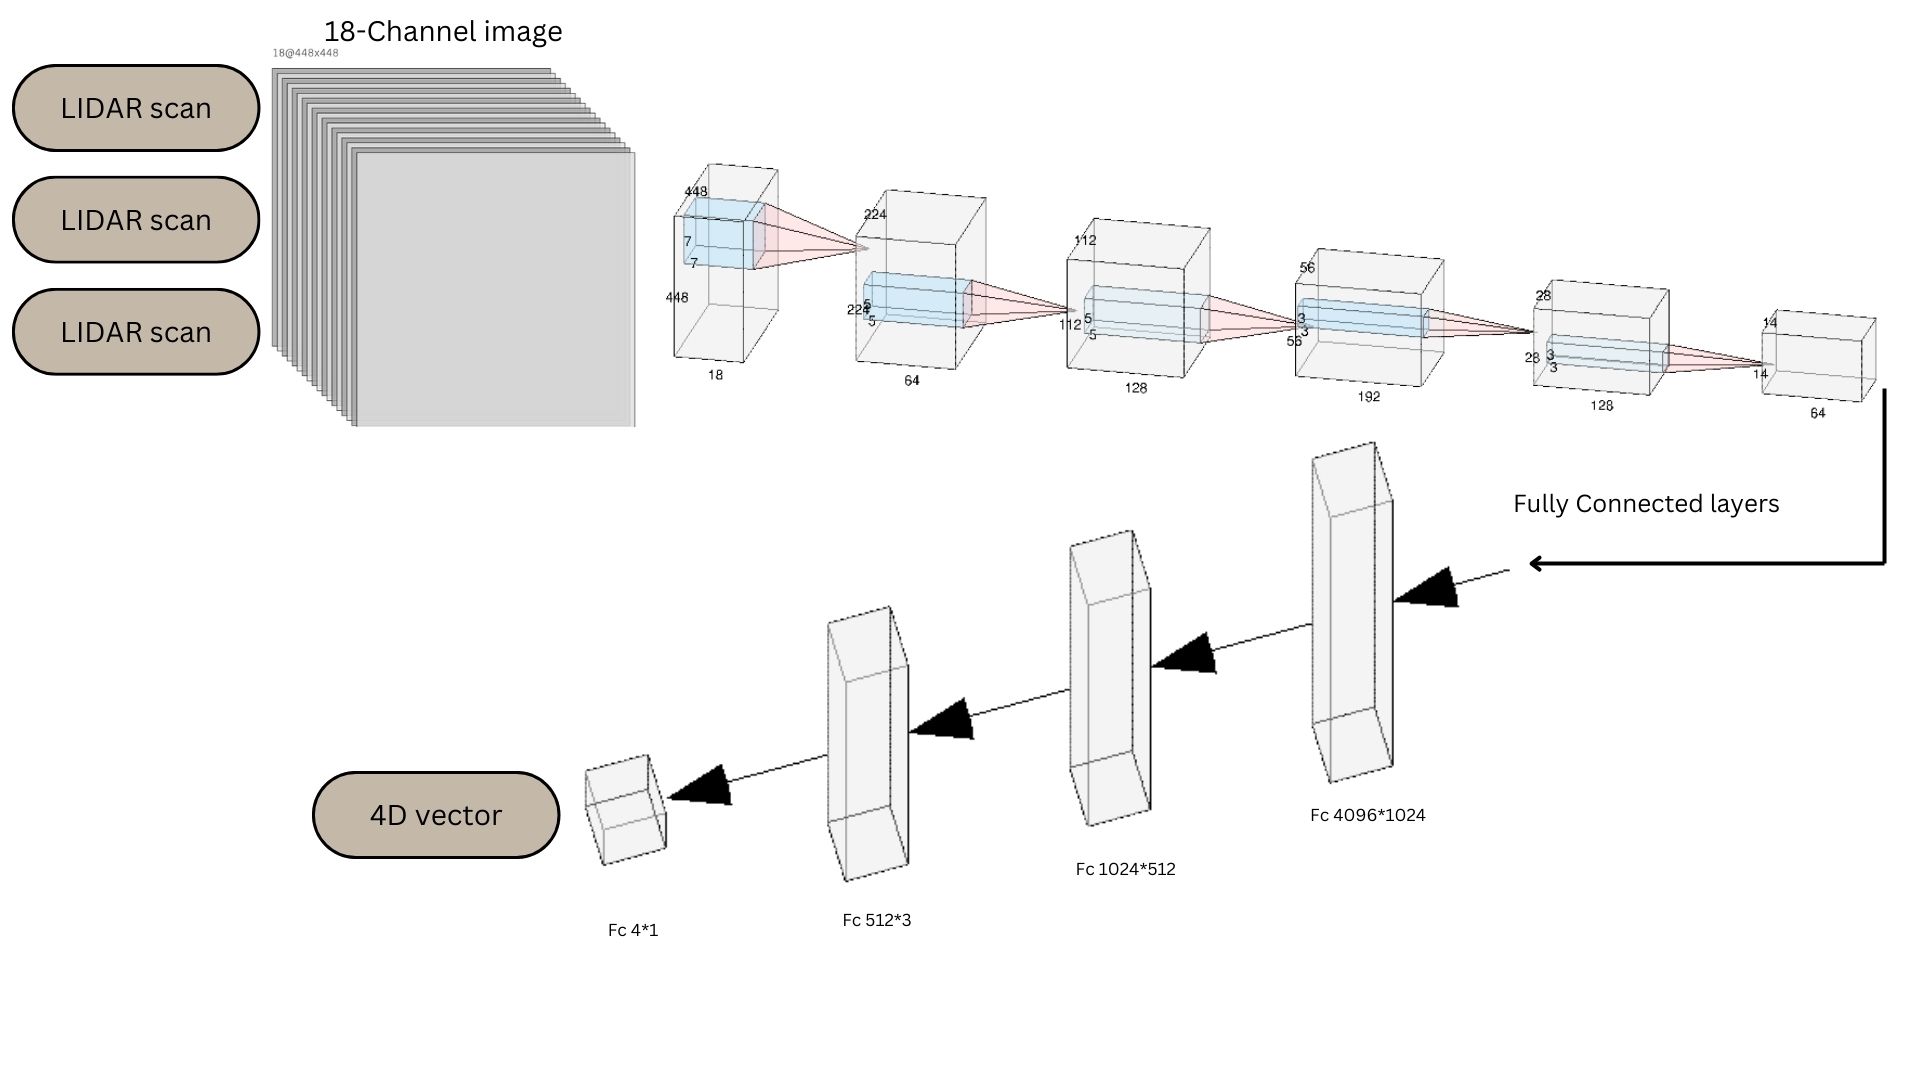 18-Channel image
18@448x448
LIDAR scan
LIDAR scan
LIDAR scan
448
7
7
448
18
224
5
224
5
64
112
5
112
5
128
56
3
3
56
192
28
3
28
3
128
14
14
64
Fully Connected layers
Fc 4096*1024
Fc 1024*512
Fc 512*3
Fc 4*1
4D vector